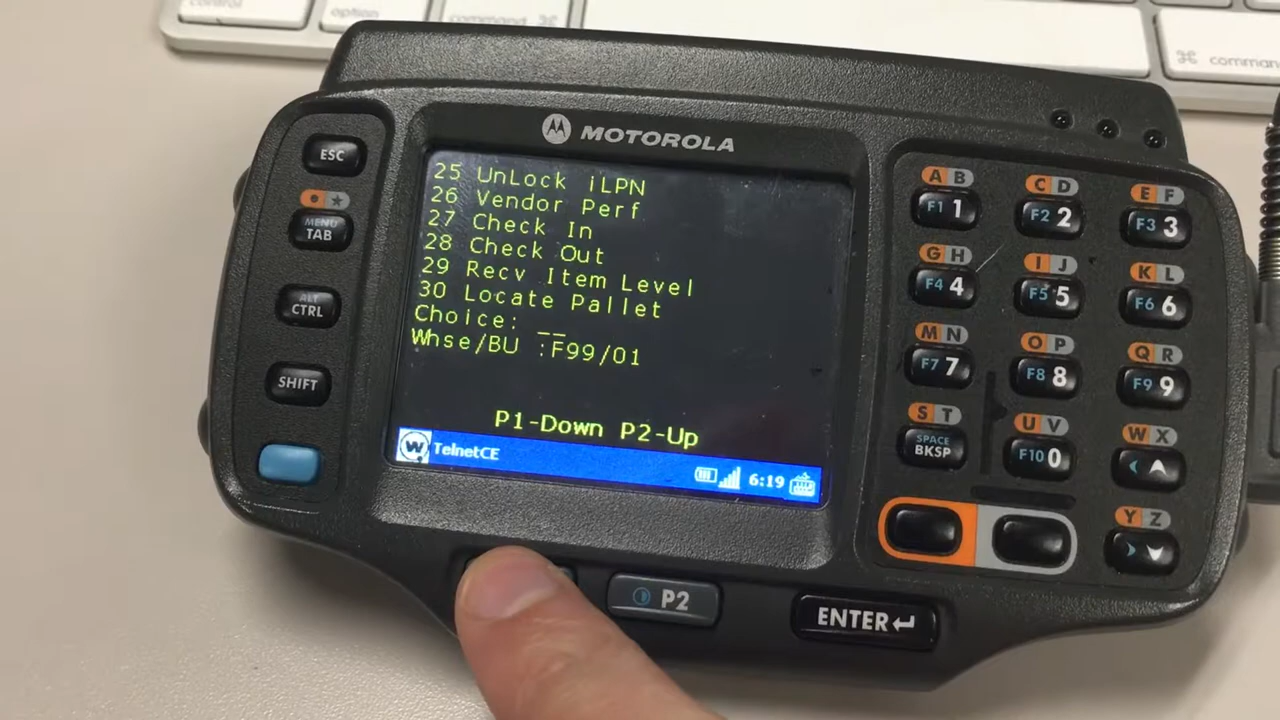 control
option
command ⌘
⌘ command
MOTOROLA
ESC
MENU
TAB
ALT
CTRL
SHIFT
25 UnLock iLPN
26 Vendor Perf
27 Check In
28 Check Out
29 Recv Item Level
30 Locate Pallet
Choice: __
Whse/BU :F99/01
P1-Down P2-Up
W TelnetCE
6:19
A B
C D
E F
F1 1
F2 2
F3 3
G H
I J
K L
F4 4
F5 5
F6 6
M N
O P
Q R
F7 7
F8 8
F9 9
S T
U V
W X
SPACE
BKSP
F10 0
Y Z
P2
ENTER